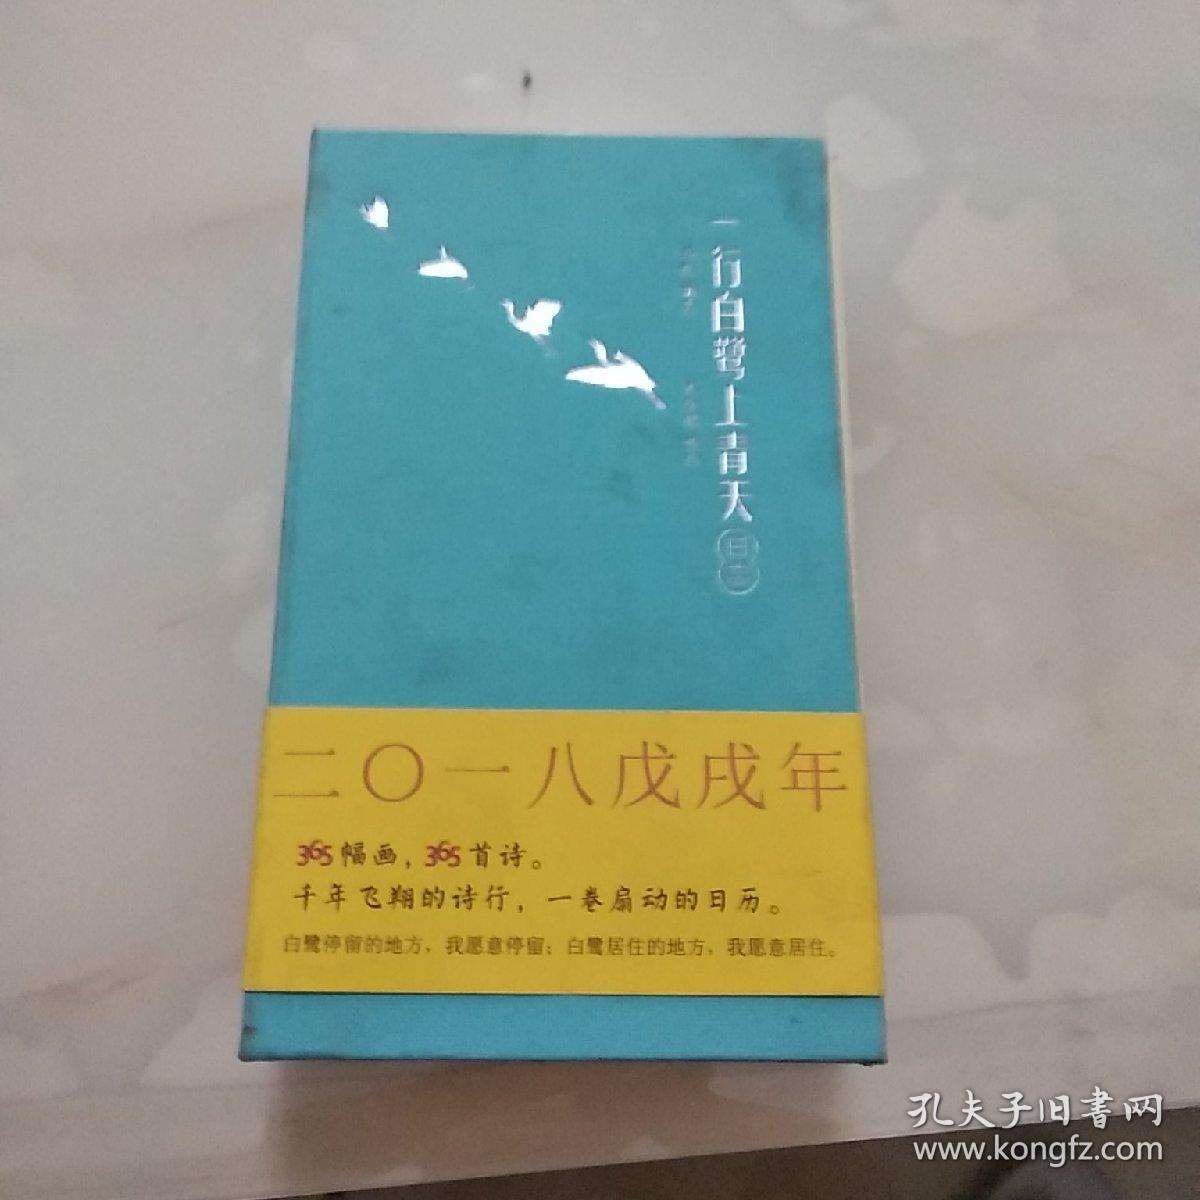 一行白鹭上青天
日志
二〇一八戊戌年
365幅画，365首诗。
千年飞翔的诗行，一卷扇动的日历。
白鹭停留的地方，我愿意停留；白鹭居住的地方，我愿意居住。
孔夫子旧書网
www.kongfz.com